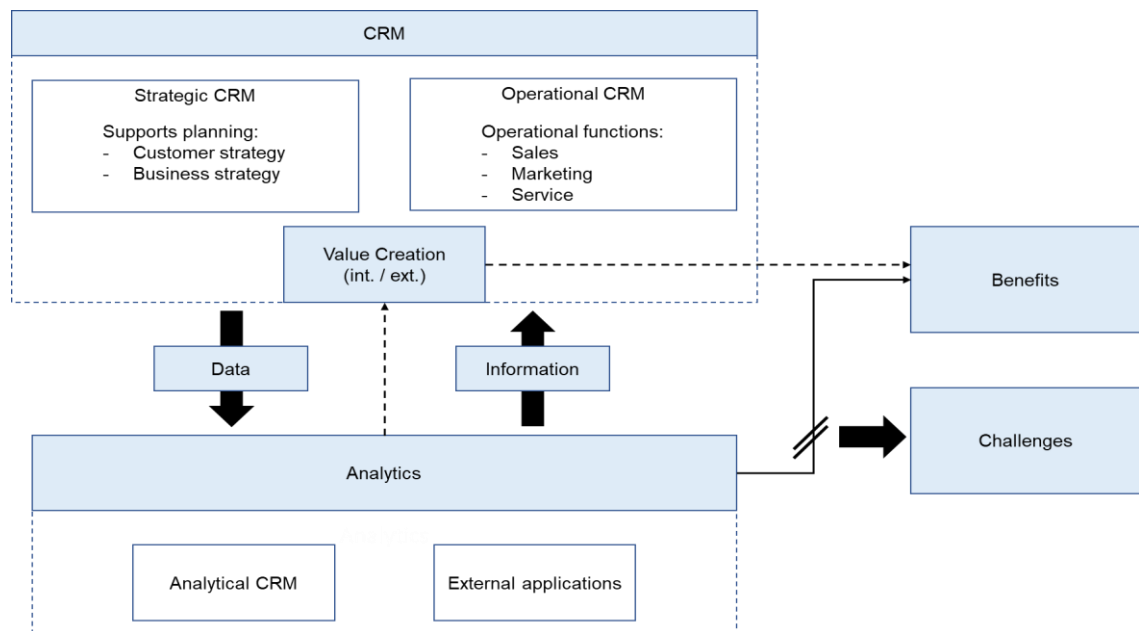 CRM
Strategic CRM
Supports planning:
- Customer strategy
- Business strategy
Operational CRM
Operational functions:
- Sales
- Marketing
- Service
Value Creation
(int. / ext.)
Benefits
Data
Information
Challenges
Analytics
Analytical CRM
External applications